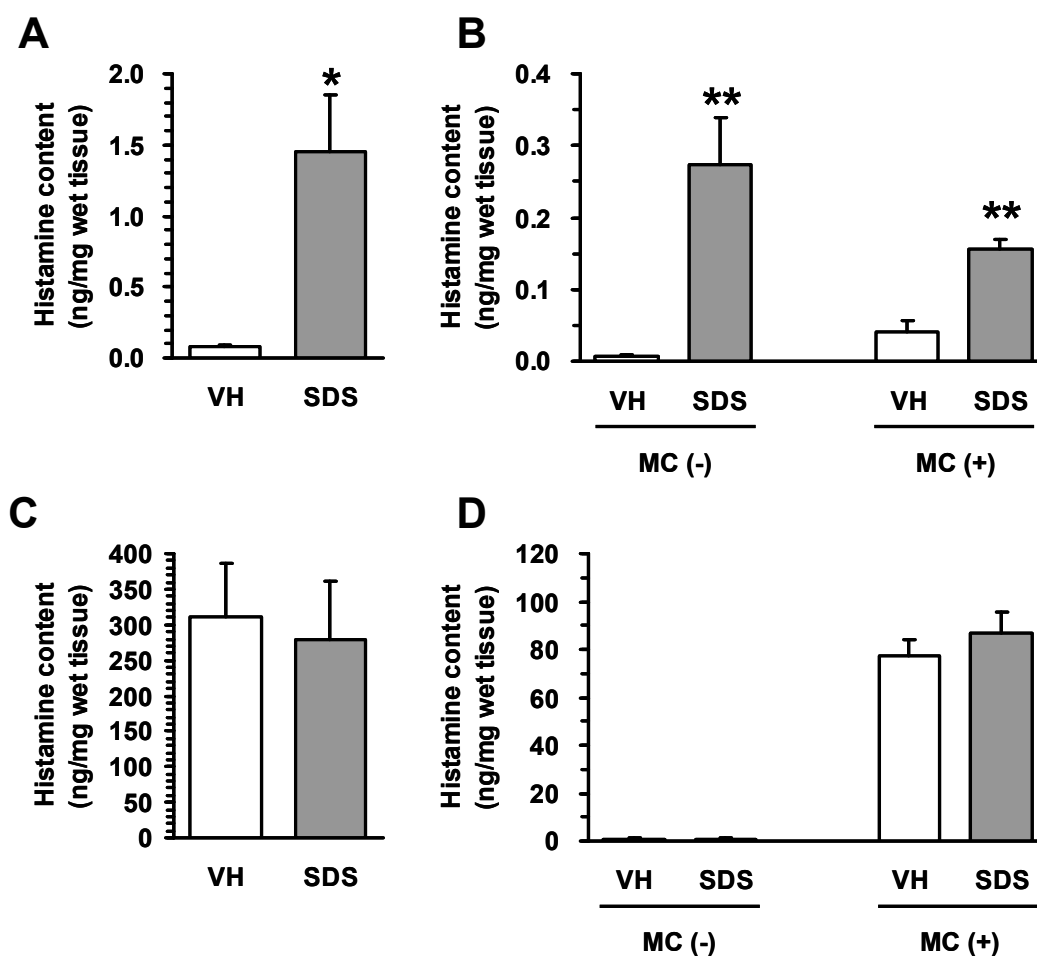 A
Histamine content
(ng/mg wet tissue)
2.0
1.5
1.0
0.5
0.0
*
VH SDS
B
Histamine content
(ng/mg wet tissue)
0.4
0.3
0.2
0.1
0.0
**
**
VH SDS VH SDS
MC (-) MC (+)
C
Histamine content
(ng/mg wet tissue)
400
350
300
250
200
150
100
50
0
VH SDS
D
Histamine content
(ng/mg wet tissue)
120
100
80
60
40
20
0
VH SDS VH SDS
MC (-) MC (+)